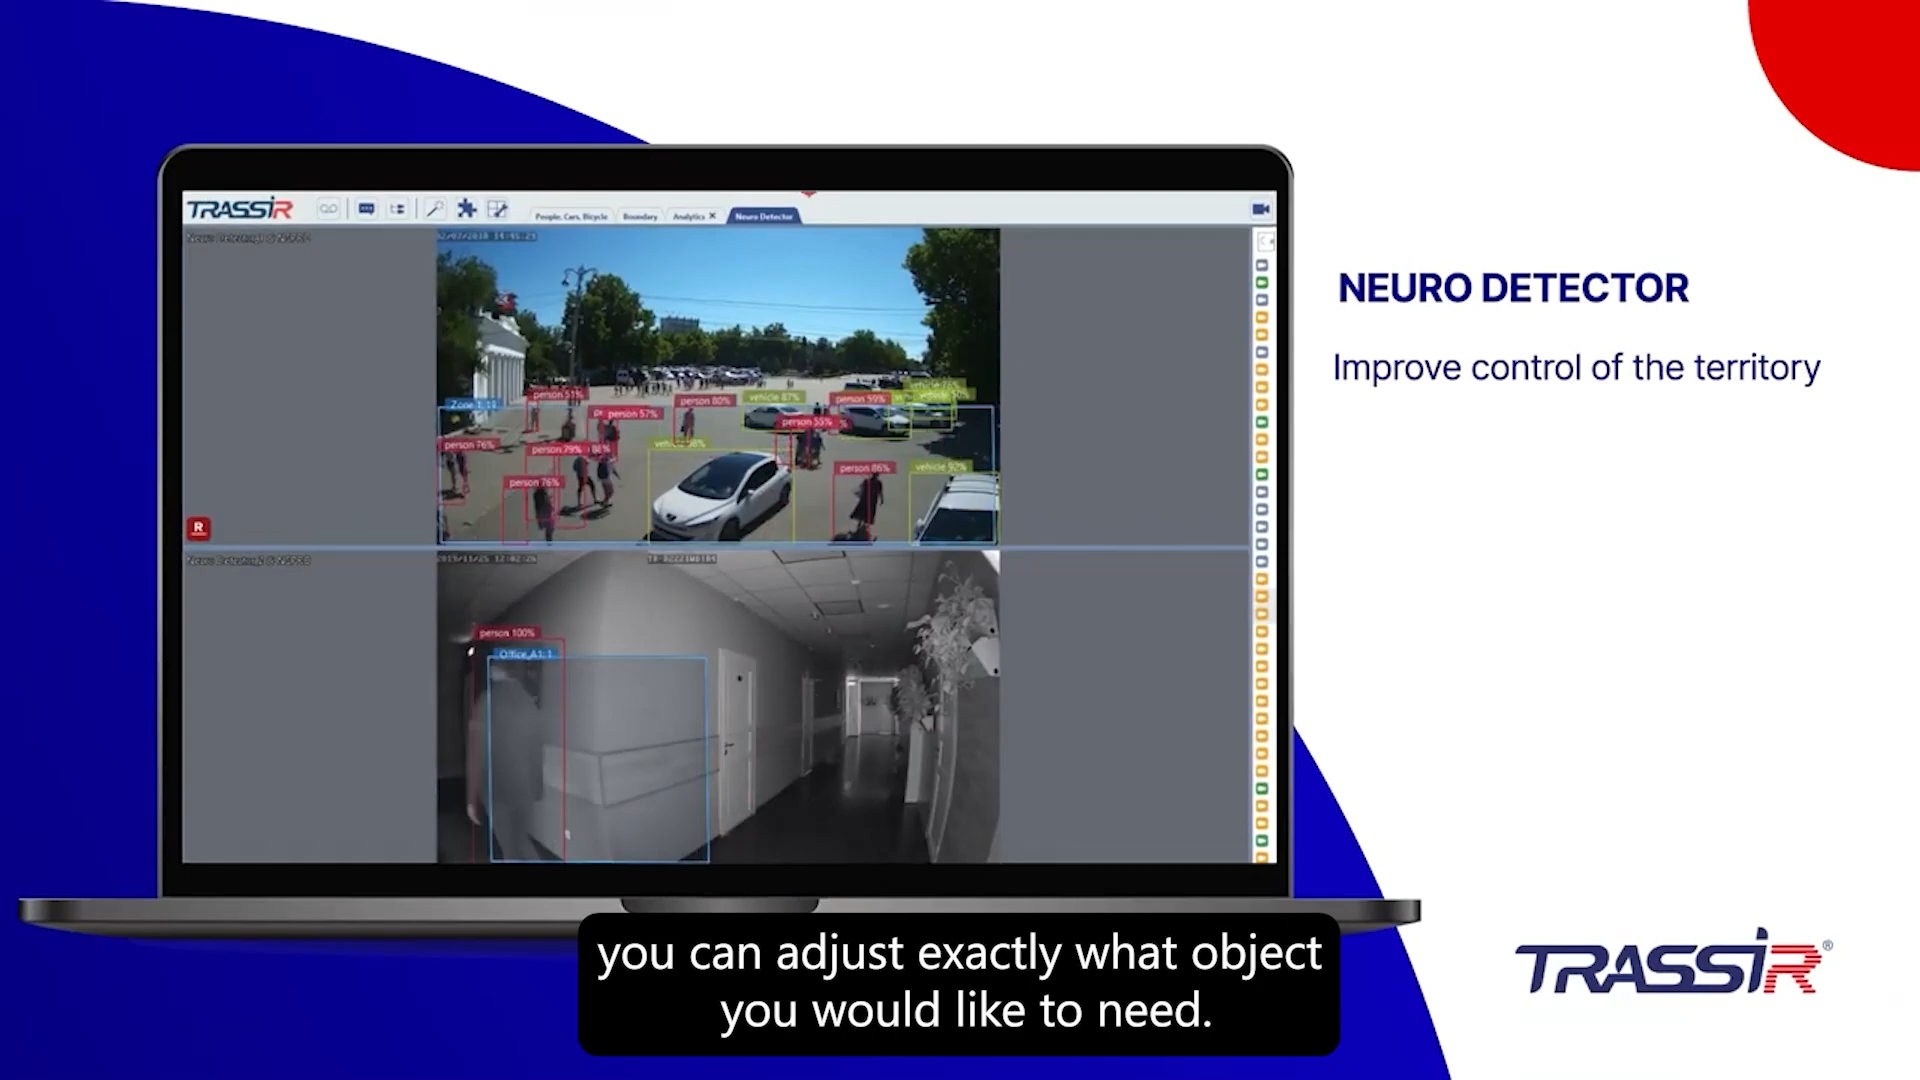 TRASSIR
People, Cars, Bicycle
Boundary
Analytics
Neuro Detector
person 51%
person 57%
person 80%
vehicle 87%
person 59%
person 55%
person 76%
person 79%
person 76%
person 86%
vehicle 92%
R
person 100%
Office_A1: 1
NEURO DETECTOR
Improve control of the territory
you can adjust exactly what object
you would like to need.
TRASSIR®